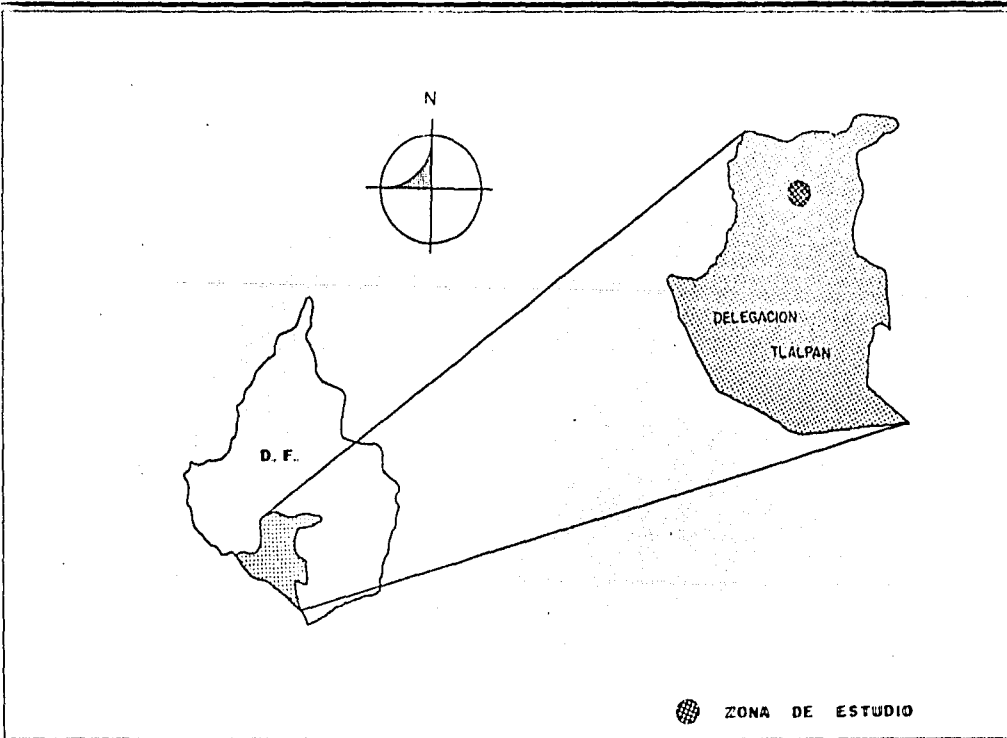 N
DELEGACION
TLALPAN
D. F.
ZONA DE ESTUDIO